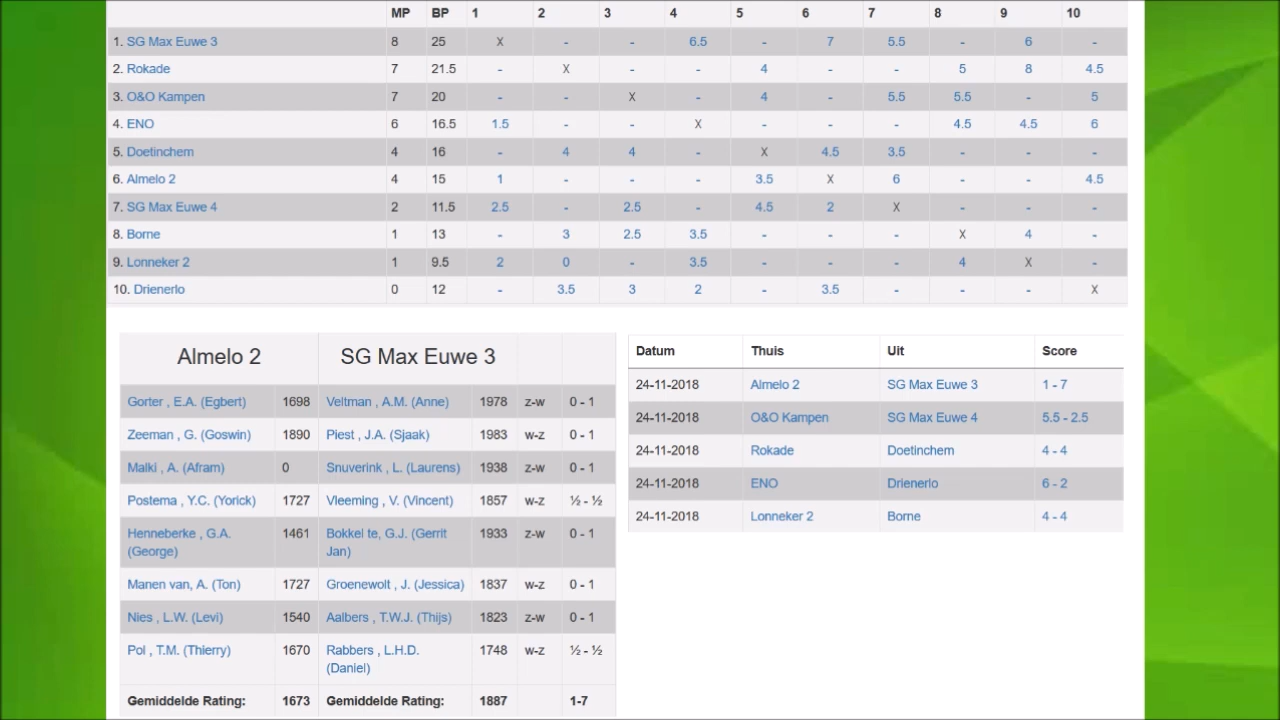 MP BP 1 2 3 4 5 6 7 8 9 10
1. SG Max Euwe 3 8 25 X - - 6.5 - 7 5.5 - 6 -
2. Rokade 7 21.5 - X - - 4 - - 5 8 4.5
3. O&O Kampen 7 20 - - X - 4 - 5.5 5.5 - 5
4. ENO 6 16.5 1.5 - - X - - - 4.5 4.5 6
5. Doetinchem 4 16 - 4 4 - X 4.5 3.5 - - -
6. Almelo 2 4 15 1 - - - 3.5 X 6 - - 4.5
7. SG Max Euwe 4 2 11.5 2.5 - 2.5 - 4.5 2 X - - -
8. Borne 1 13 - 3 2.5 3.5 - - - X 4 -
9. Lonneker 2 1 9.5 2 0 - 3.5 - - - 4 X -
10. Drienerlo 0 12 - 3.5 3 2 - 3.5 - - - X
Almelo 2 SG Max Euwe 3
Gorter , E.A. (Egbert) 1698 Veltman , A.M. (Anne) 1978 z-w 0 - 1
Zeeman , G. (Goswin) 1890 Piest , J.A. (Sjaak) 1983 w-z 0 - 1
Malki , A. (Afram) 0 Snuverink , L. (Laurens) 1938 z-w 0 - 1
Postema , Y.C. (Yorick) 1727 Vleeming , V. (Vincent) 1857 w-z ½ - ½
Henneberke , G.A. 1461 Bokkel te, G.J. (Gerrit 1933 z-w 0 - 1
(George) Jan)
Manen van, A. (Ton) 1727 Groenewolt , J. (Jessica) 1837 w-z 0 - 1
Nies , L.W. (Levi) 1540 Aalbers , T.W.J. (Thijs) 1823 z-w 0 - 1
Pol , T.M. (Thierry) 1670 Rabbers , L.H.D. 1748 w-z ½ - ½
(Daniel)
Gemiddelde Rating: 1673 Gemiddelde Rating: 1887 1-7
Datum Thuis Uit Score
24-11-2018 Almelo 2 SG Max Euwe 3 1 - 7
24-11-2018 O&O Kampen SG Max Euwe 4 5.5 - 2.5
24-11-2018 Rokade Doetinchem 4 - 4
24-11-2018 ENO Drienerlo 6 - 2
24-11-2018 Lonneker 2 Borne 4 - 4